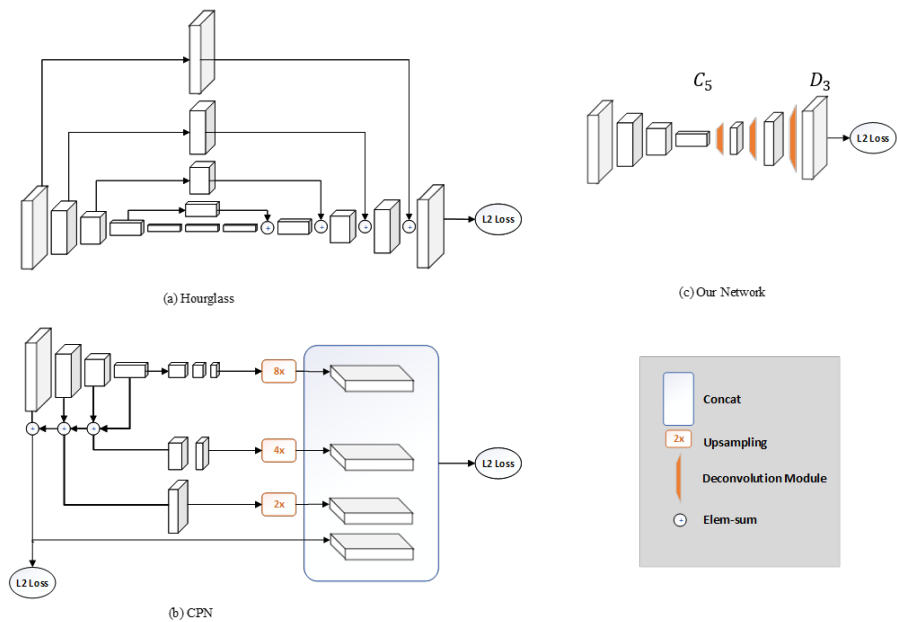 C5
D3
L2 Loss
+
+
+
+
L2 Loss
(a) Hourglass
(c) Our Network
8x
Concat
+
+
+
4x
L2 Loss
2x
Upsampling
Deconvolution Module
2x
+
Elem-sum
L2 Loss
(b) CPN